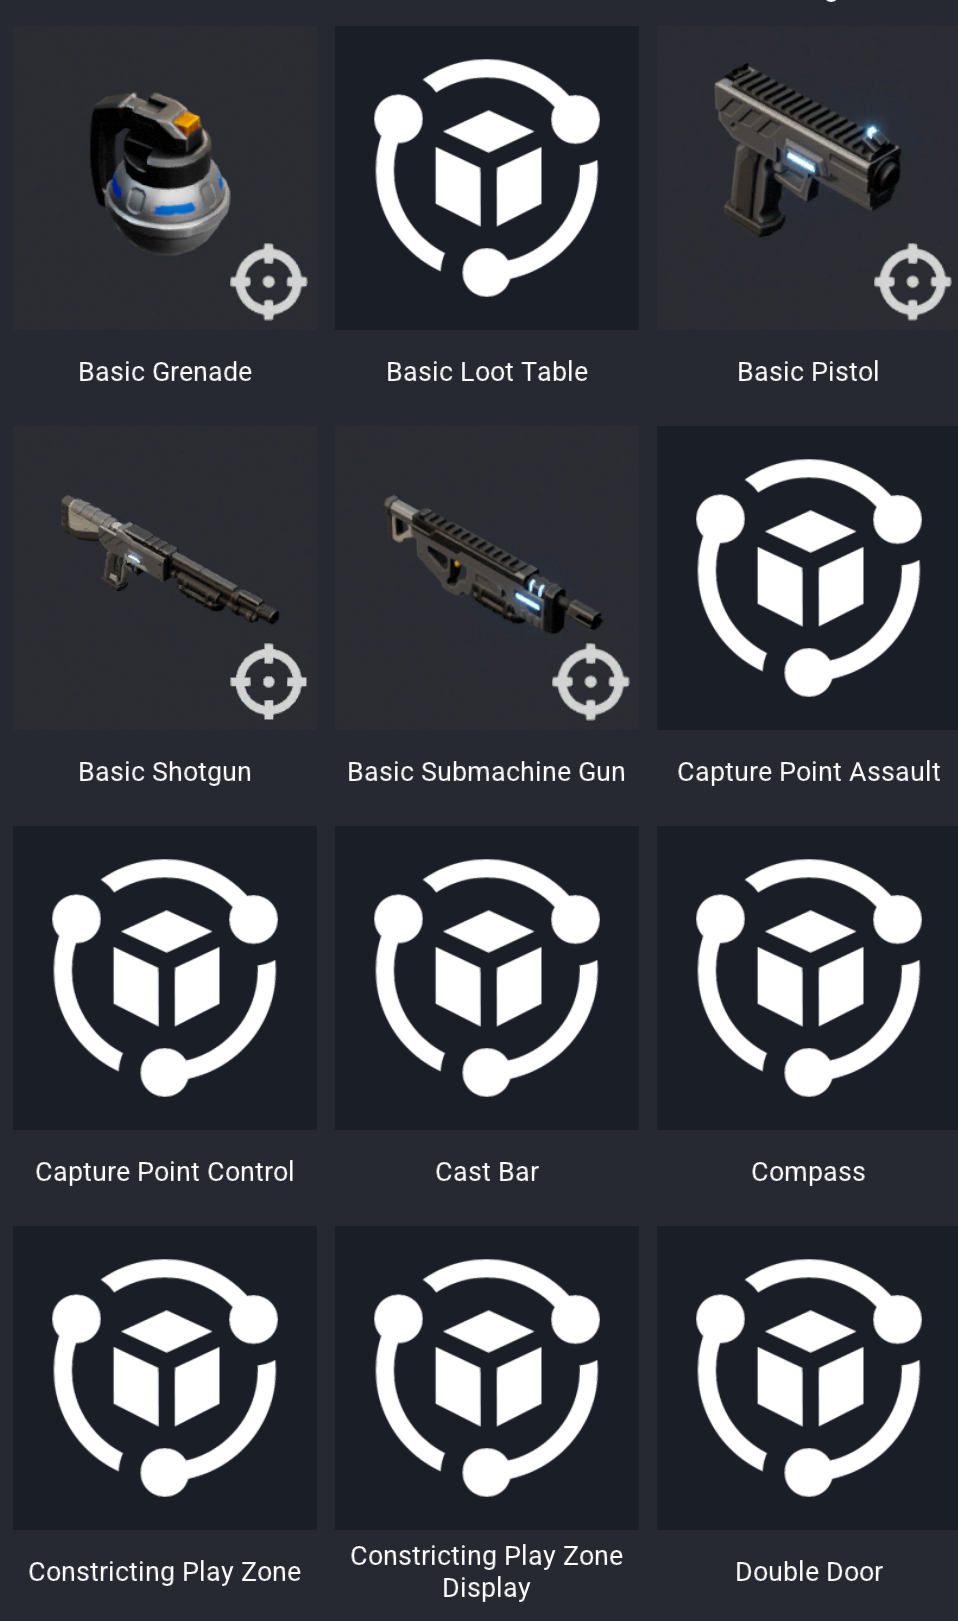 Basic Grenade
Basic Loot Table
Basic Pistol
Basic Shotgun
Basic Submachine Gun
Capture Point Assault
Capture Point Control
Cast Bar
Compass
Constricting Play Zone
Constricting Play Zone
Display
Double Door